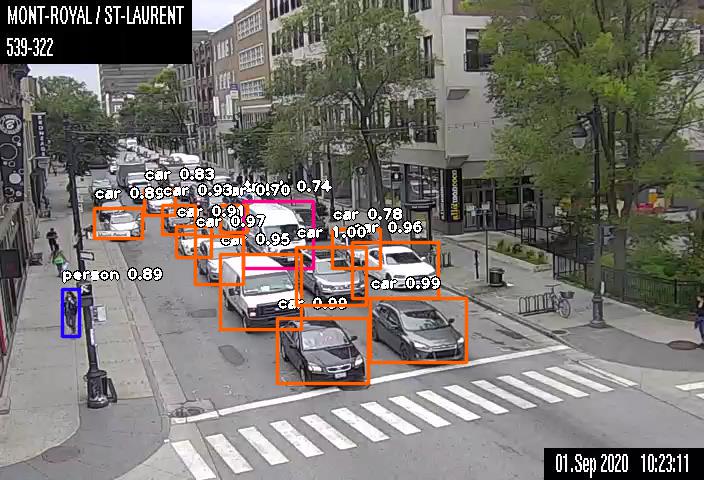 MONT-ROYAL / ST-LAURENT
539-322
car 0.83
car 0.89
car 0.93
0.70
0.74
car 0.91
car 0.97
car 0.78
car 0.95
car 1.00
car 0.96
person 0.89
car 0.99
car 0.99
01.Sep 2020 10:23:11